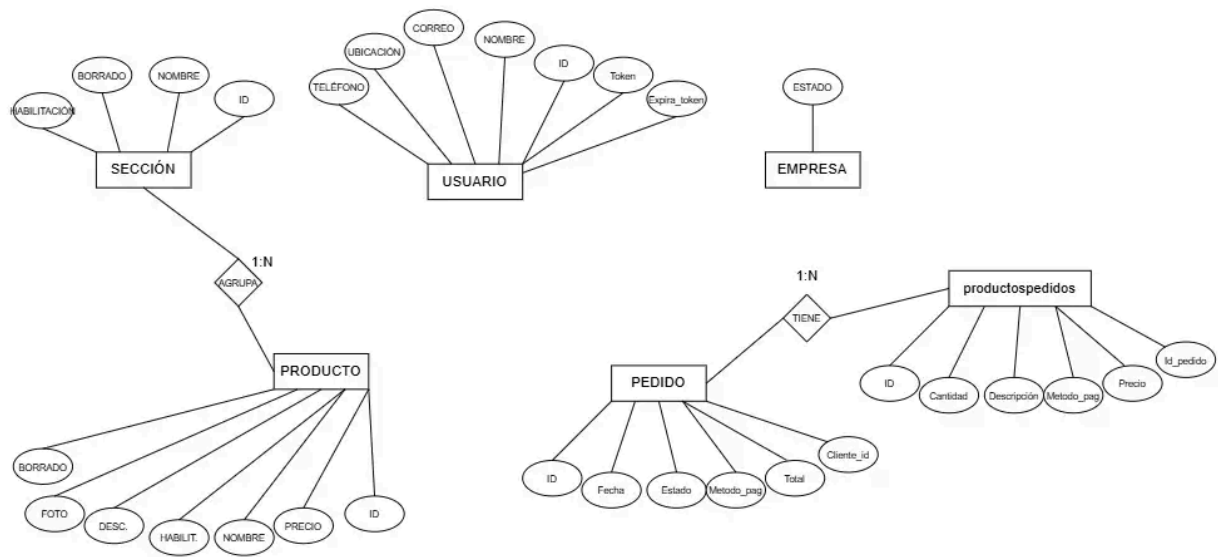 CORREO
NOMBRE
UBICACIÓN
ID
Token
TELÉFONO
Expira_token
USUARIO
BORRADO
NOMBRE
HABILITACIÓN
ID
SECCIÓN
ESTADO
EMPRESA
1:N
AGRUPA
1:N
TIENE
productospedidos
ID
Cantidad
Descripción
Metodo_pag
Precio
Id_pedido
PRODUCTO
BORRADO
FOTO
DESC.
HABILIT.
NOMBRE
PRECIO
ID
PEDIDO
ID
Fecha
Estado
Metodo_pag
Total
Cliente_id